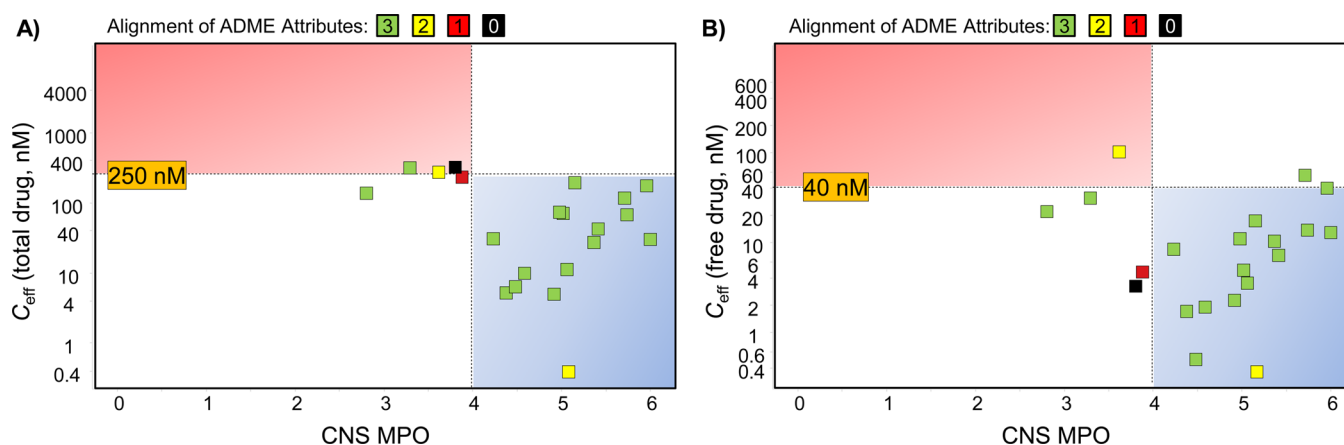 A)
Alignment of ADME Attributes: 3 2 1 0
4000
1000
400
250 nM
100
40
10
4
1
0.4
Ceff (total drug, nM)
0 1 2 3 4 5 6
CNS MPO
B)
Alignment of ADME Attributes: 3 2 1 0
600
400
200
100
60
40
40 nM
20
10
6
4
2
1
0.6
0.4
Ceff (free drug, nM)
0 1 2 3 4 5 6
CNS MPO